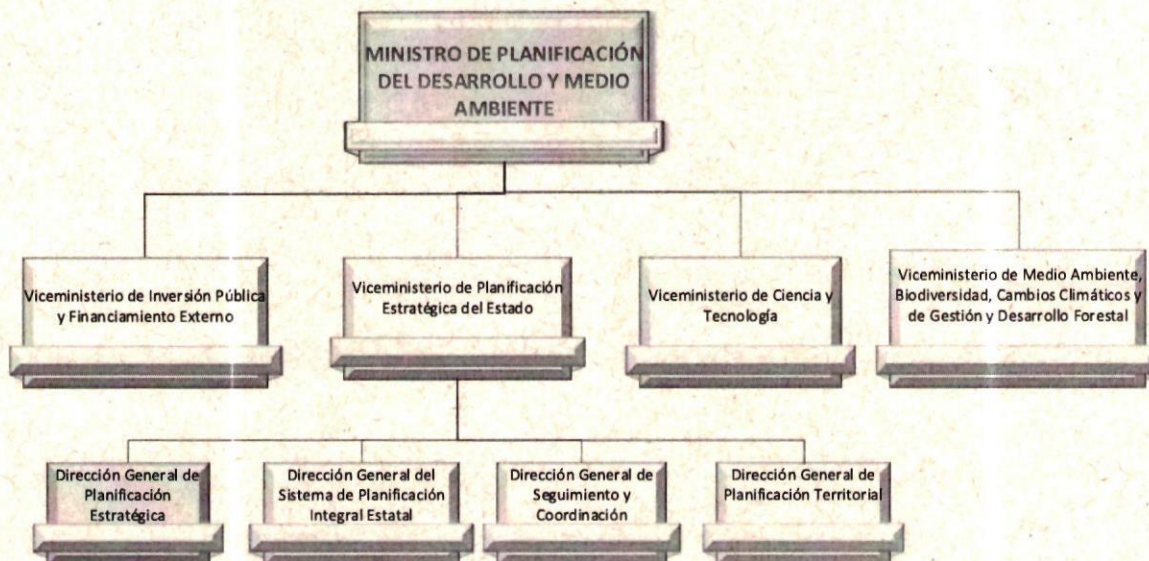 MINISTRO DE PLANIFICACIÓN
DEL DESARROLLO Y MEDIO
AMBIENTE
Viceministerio de Inversión Pública
y Financiamiento Externo
Viceministerio de Planificación
Estratégica del Estado
Viceministerio de Ciencia y
Tecnología
Viceministerio de Medio Ambiente,
Biodiversidad, Cambios Climáticos y
de Gestión y Desarrollo Forestal
Dirección General de
Planificación
Estratégica
Dirección General del
Sistema de Planificación
Integral Estatal
Dirección General de
Seguimiento y
Coordinación
Dirección General de
Planificación Territorial